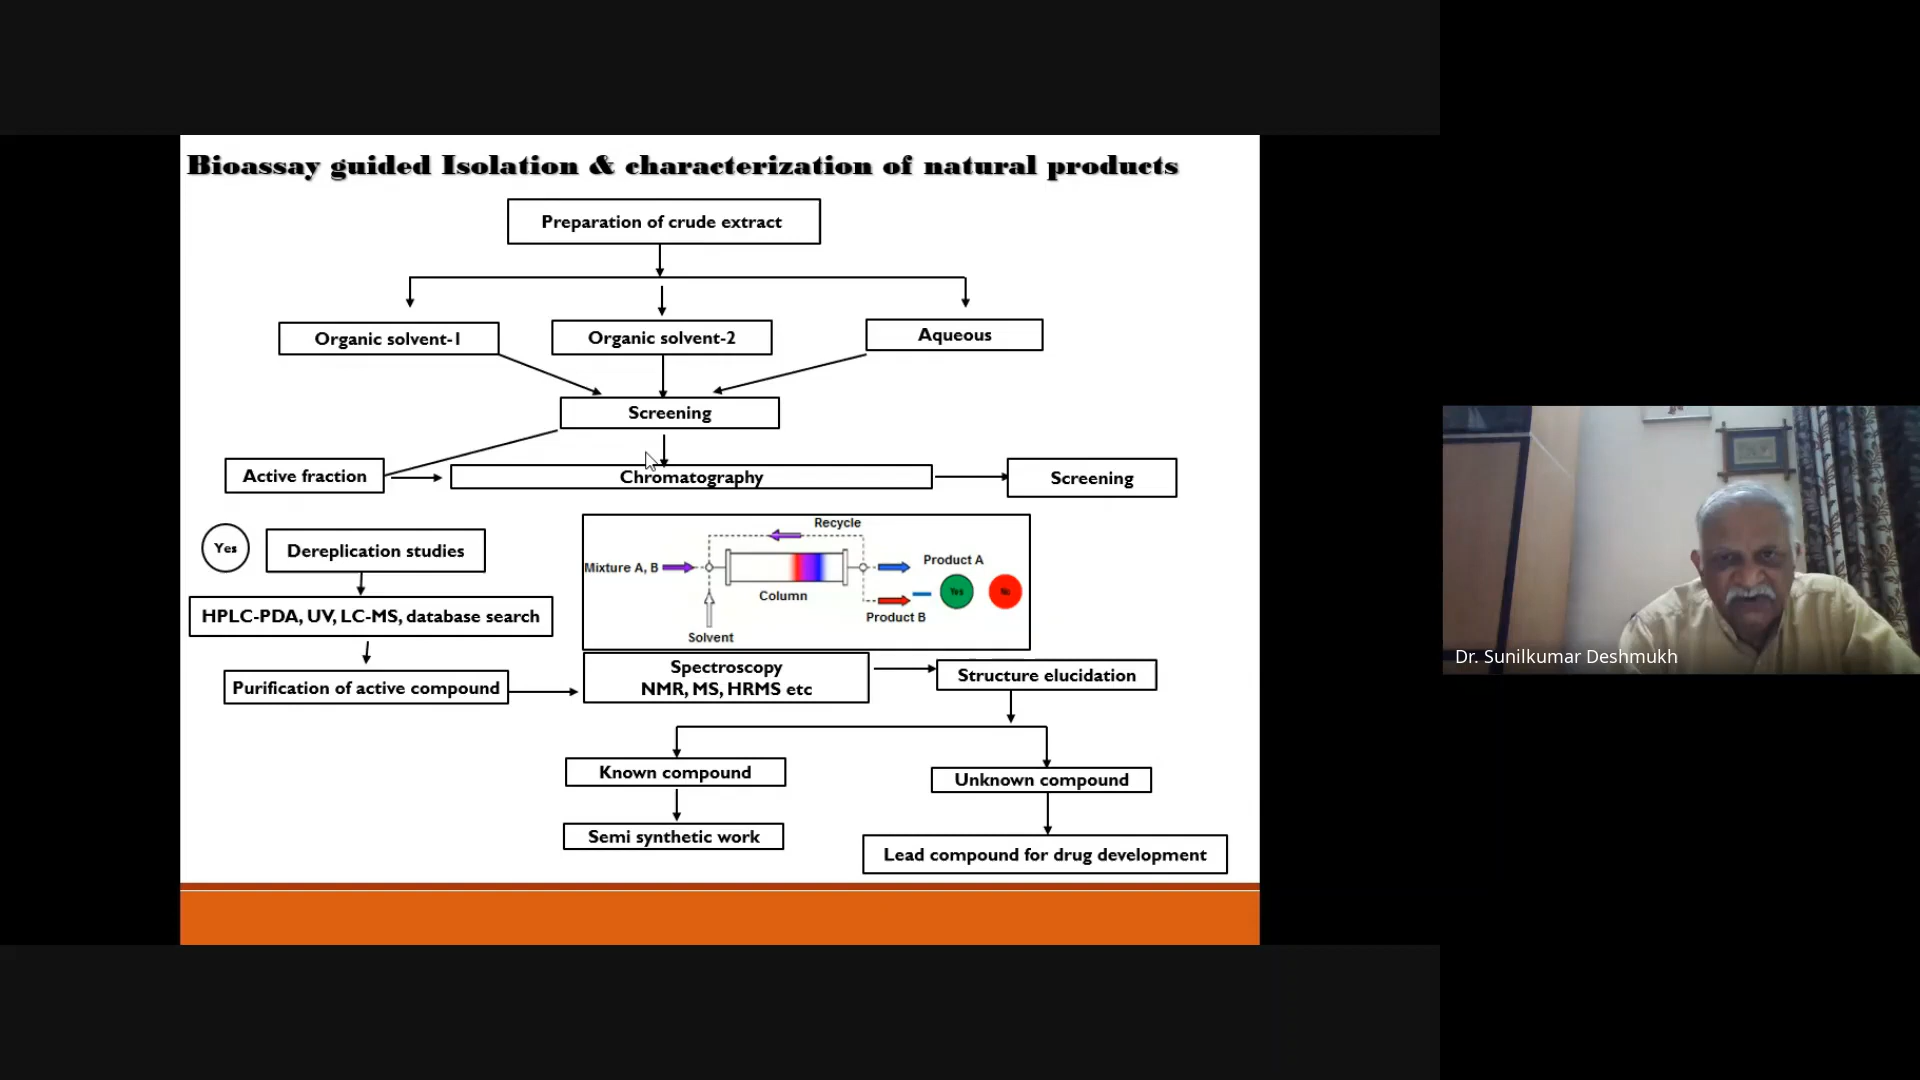 Bioassay guided Isolation & characterization of natural products
Preparation of crude extract
Organic solvent-1
Organic solvent-2
Aqueous
Screening
Active fraction
Chromatography
Screening
Yes
Dereplication studies
HPLC-PDA, UV, LC-MS, database search
Purification of active compound
Recycle
Mixture A, B
Column
Solvent
Product A
Yes
No
Product B
Spectroscopy
NMR, MS, HRMS etc
Structure elucidation
Known compound
Unknown compound
Semi synthetic work
Lead compound for drug development
Dr. Sunilkumar Deshmukh